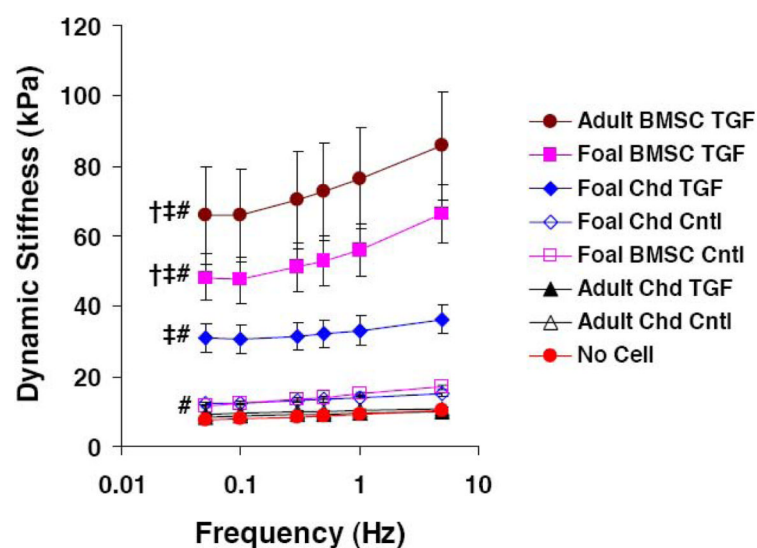 120
100
80
60
40
20
0
Dynamic Stiffness (kPa)
†‡#
†‡#
‡#
#
0.01
0.1
1
10
Frequency (Hz)
Adult BMSC TGF
Foal BMSC TGF
Foal Chd TGF
Foal Chd Cntl
Foal BMSC Cntl
Adult Chd TGF
Adult Chd Cntl
No Cell